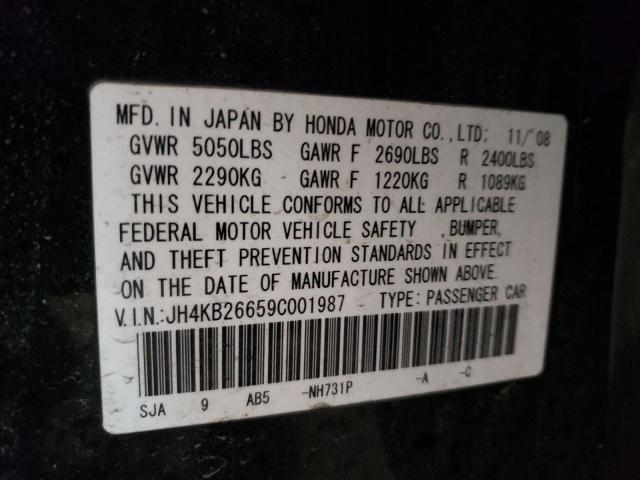 MFD. IN JAPAN BY HONDA MOTOR CO., LTD; 11/ 08
GVWR 5050LBS GAWR F 2690LBS R 2400LBS
GVWR 2290KG GAWR F 1220KG R 1089KG
THIS VEHICLE CONFORMS TO ALL APPLICABLE
FEDERAL MOTOR VEHICLE SAFETY ,BUMPER,
AND THEFT PREVENTION STANDARDS IN EFFECT
ON THE DATE OF MANUFACTURE SHOWN ABOVE.
V.I.N.:JH4KB26659C001987 TYPE: PASSENGER CAR
SJA 9 AB5 -NH731P -A -C